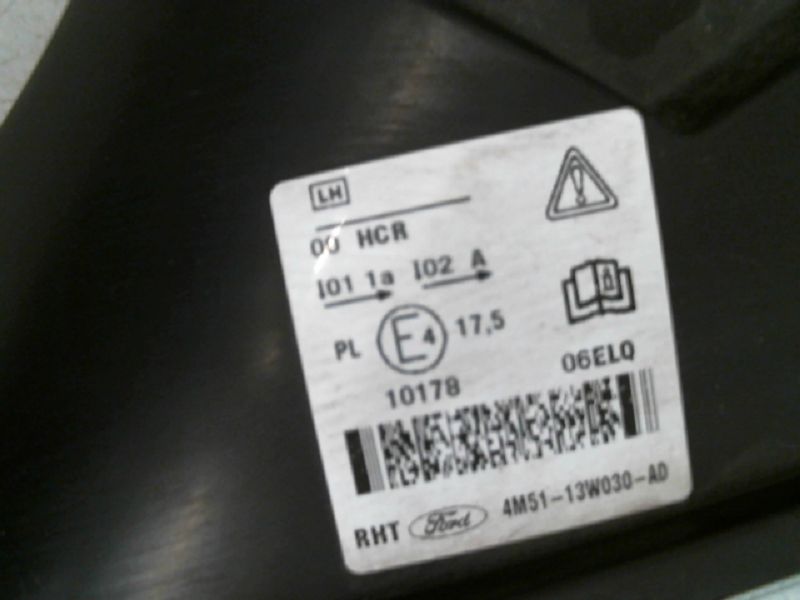 LH
00 HCR
I01 1a I02 A
PL E4 17,5
10178 06ELQ
RHT Ford 4M51-13W030-AD